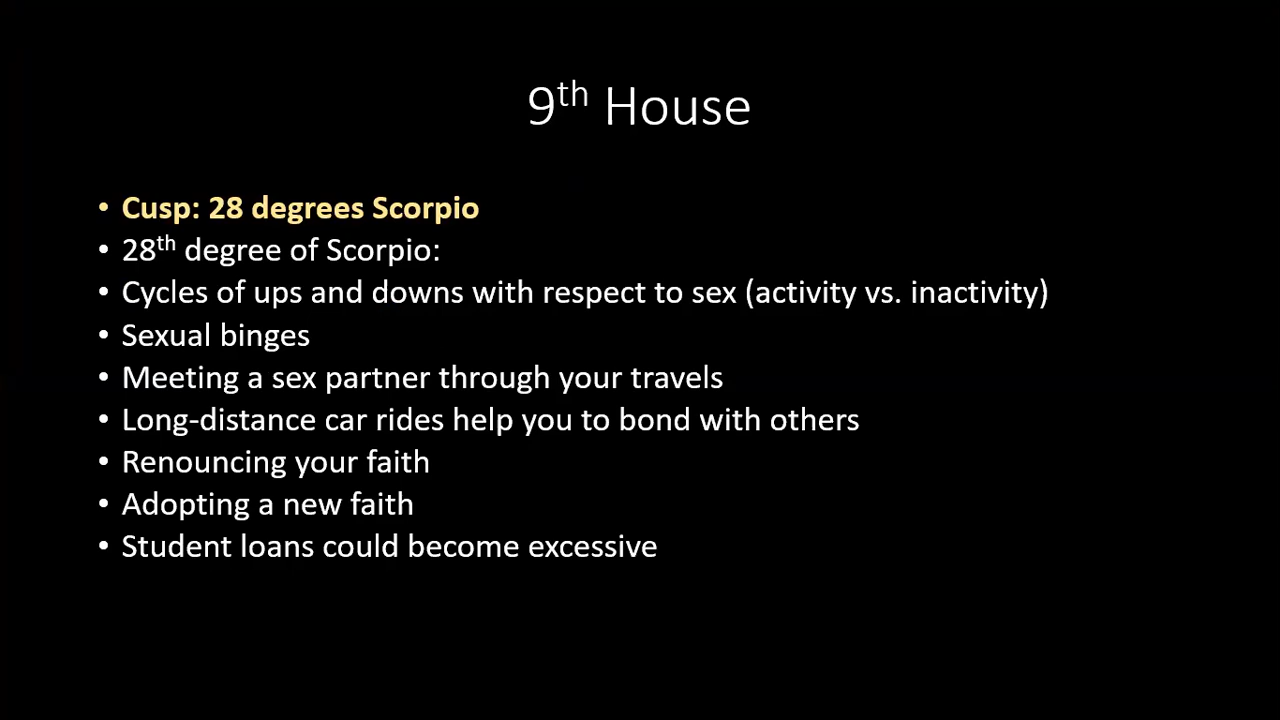 9th House
• Cusp: 28 degrees Scorpio
• 28th degree of Scorpio:
• Cycles of ups and downs with respect to sex (activity vs. inactivity)
• Sexual binges
• Meeting a sex partner through your travels
• Long-distance car rides help you to bond with others
• Renouncing your faith
• Adopting a new faith
• Student loans could become excessive